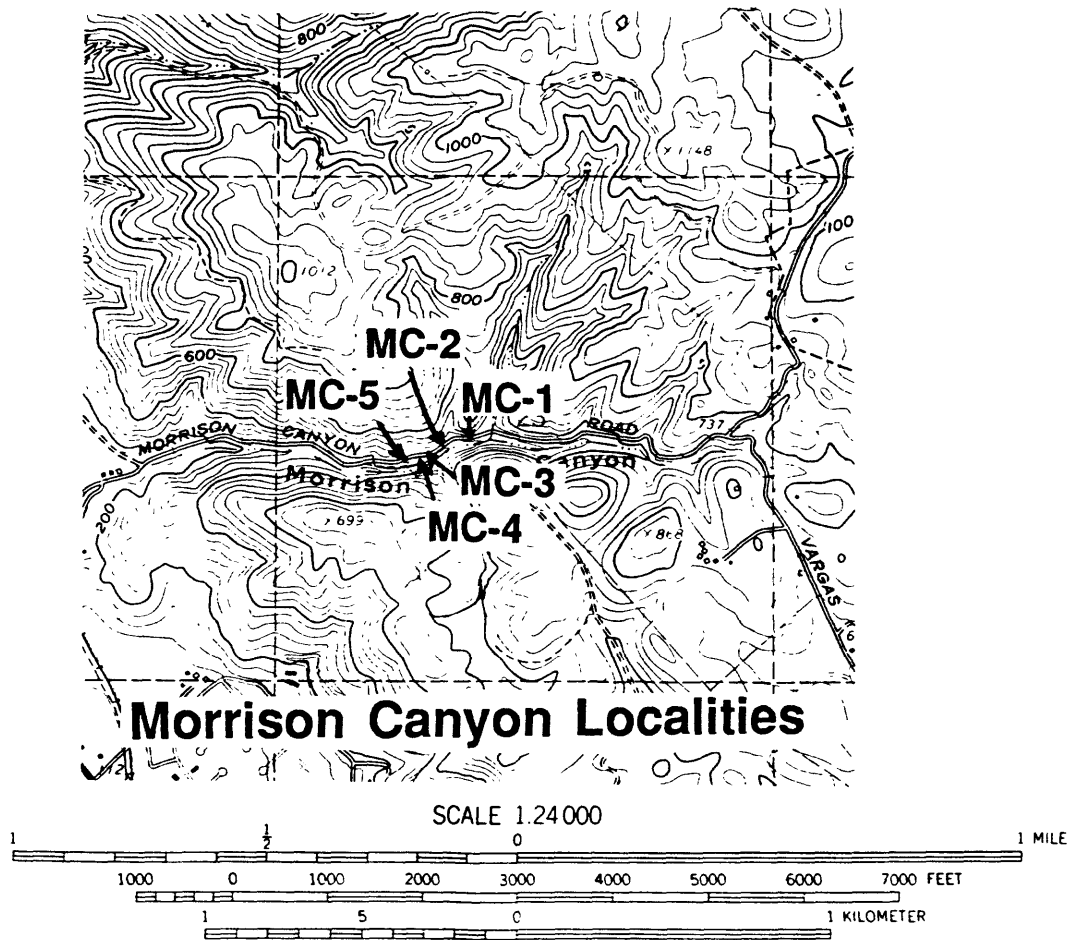 800
1000
×1148
100
1012
800
600
MC-2
MC-5
MC-1
MORRISON CANYON ROAD
737
Morrison Canyon
MC-3
×699
MC-4
200
×868
VARGAS
Morrison Canyon Localities
SCALE 1:24000
1 ½ 0 1 MILE
1000 0 1000 2000 3000 4000 5000 6000 7000 FEET
1 5 0 1 KILOMETER